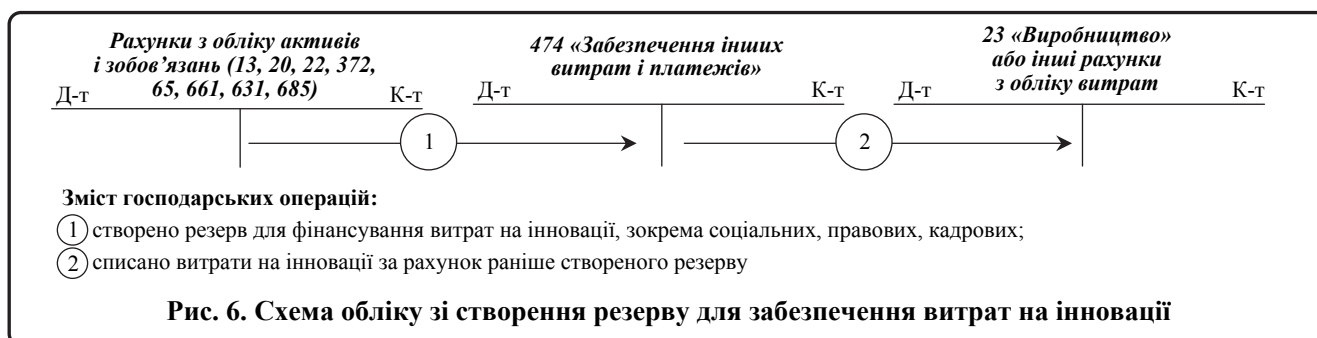 Рахунки з обліку активів
і зобов’язань (13, 20, 22, 372,
65, 661, 631, 685)
Д-т
К-т
474 «Забезпечення інших
витрат і платежів»
Д-т
К-т
23 «Виробництво»
або інші рахунки
з обліку витрат
Д-т
К-т
1
2
Зміст господарських операцій:
1 створено резерв для фінансування витрат на інновації, зокрема соціальних, правових, кадрових;
2 списано витрати на інновації за рахунок раніше створеного резерву
Рис. 6. Схема обліку зі створення резерву для забезпечення витрат на інновації